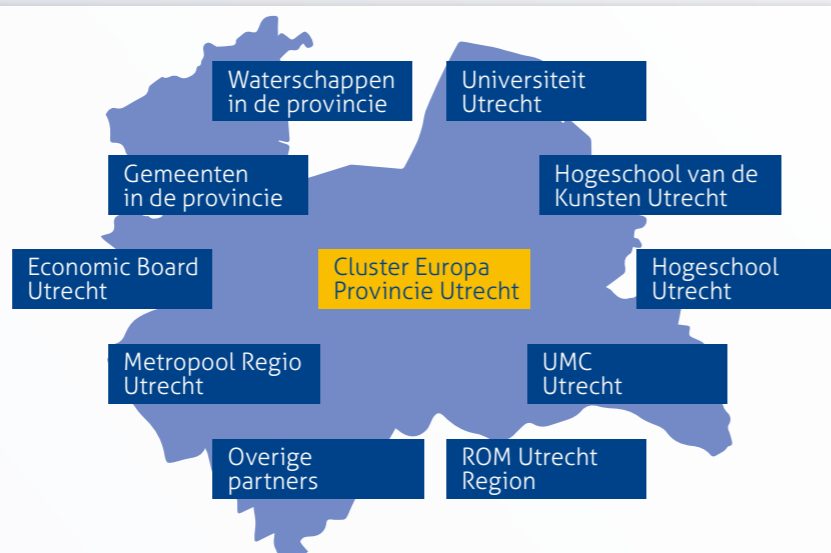 Waterschappen
in de provincie
Universiteit
Utrecht
Gemeenten
in de provincie
Hogeschool van de
Kunsten Utrecht
Economic Board
Utrecht
Cluster Europa
Provincie Utrecht
Hogeschool
Utrecht
Metropool Regio
Utrecht
UMC
Utrecht
Overige
partners
ROM Utrecht
Region